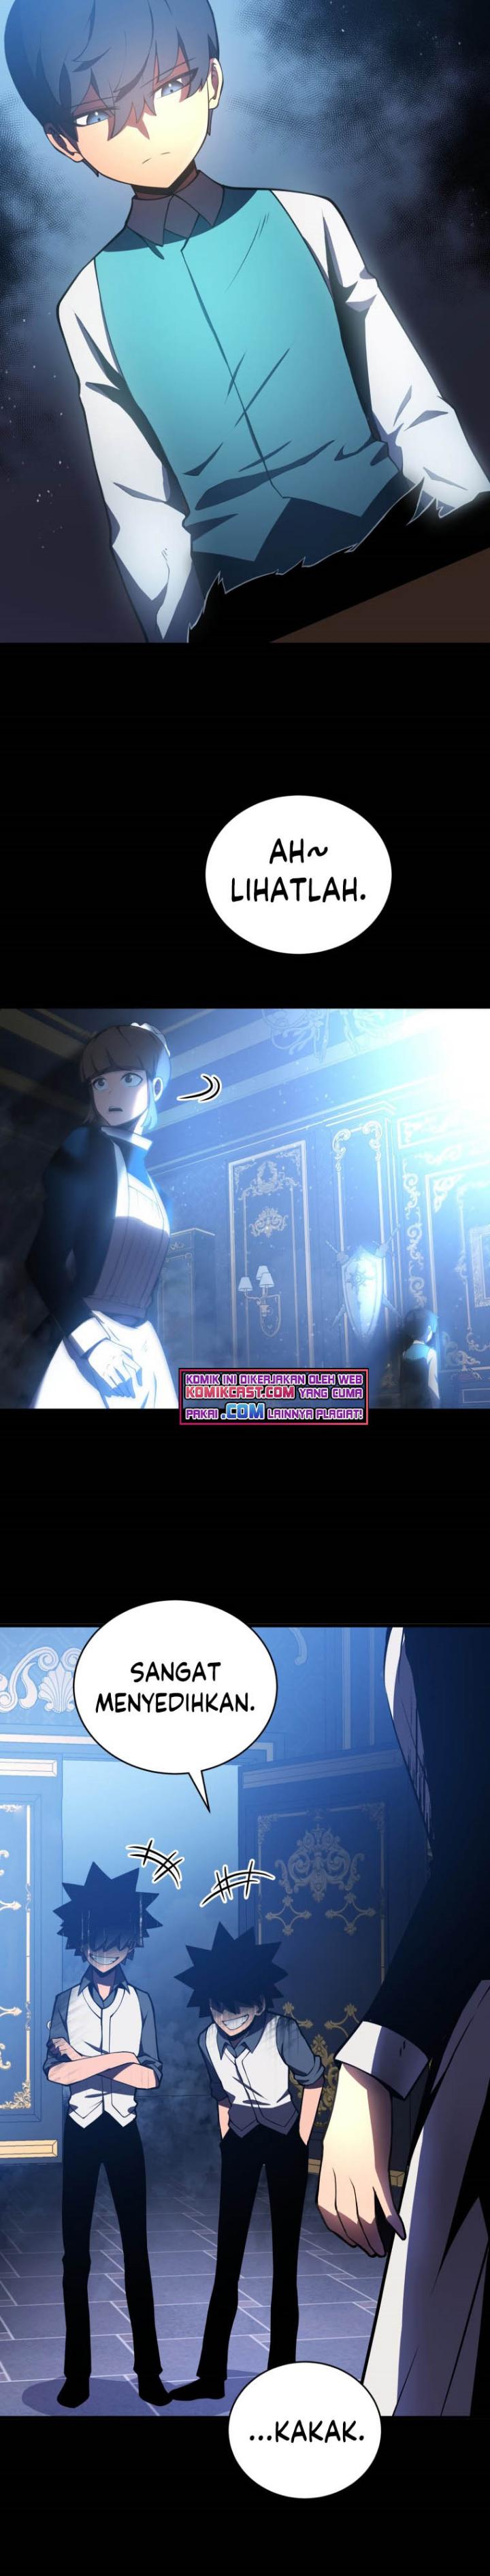 AH~
LIHATLAH.
KOMIK INI DIKERJAKAN OLEH WEB
KOMIKCAST.COM YANG CUMA
PAKAI .COM LAINNYA PLAGIAT!
SANGAT
MENYEDIHKAN.
...KAKAK.